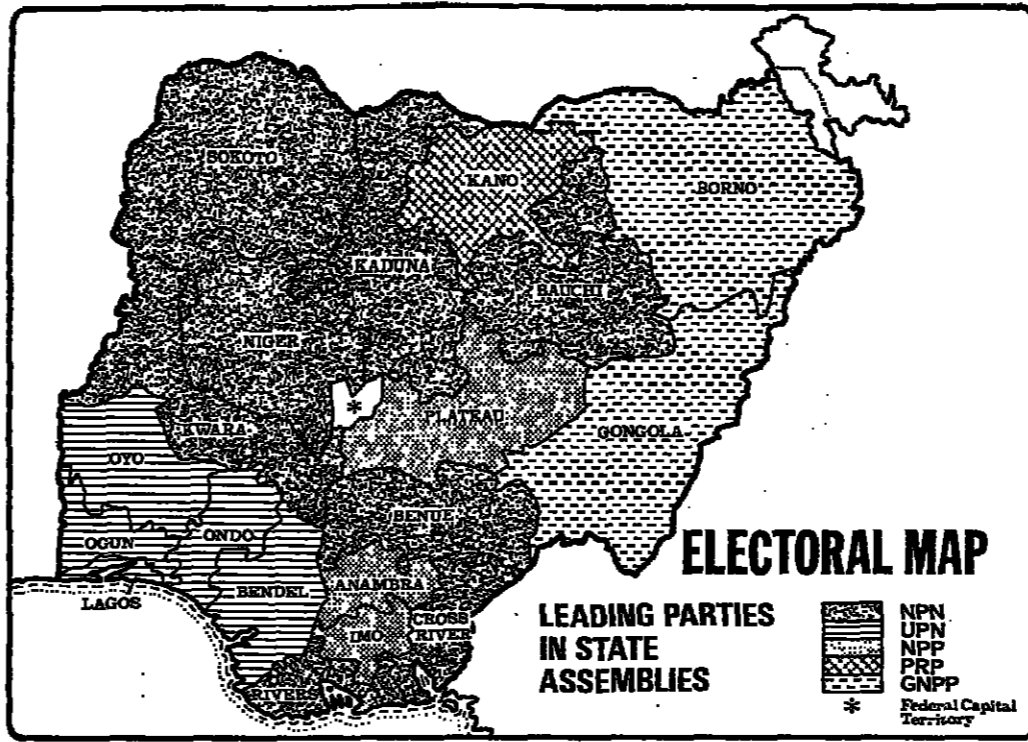 SOKOTO
KANO
BORNO
KADUNA
BAUCHI
NIGER
*
PLATEAU
KWARA
GONGOLA
OYO
BENUE
OGUN
ONDO
ANAMBRA
BENDEL
LAGOS
IMO
CROSS
RIVER
RIVERS
ELECTORAL MAP
LEADING PARTIES
IN STATE
ASSEMBLIES
NPN
UPN
NPP
PRP
GNPP
* Federal Capital
Territory